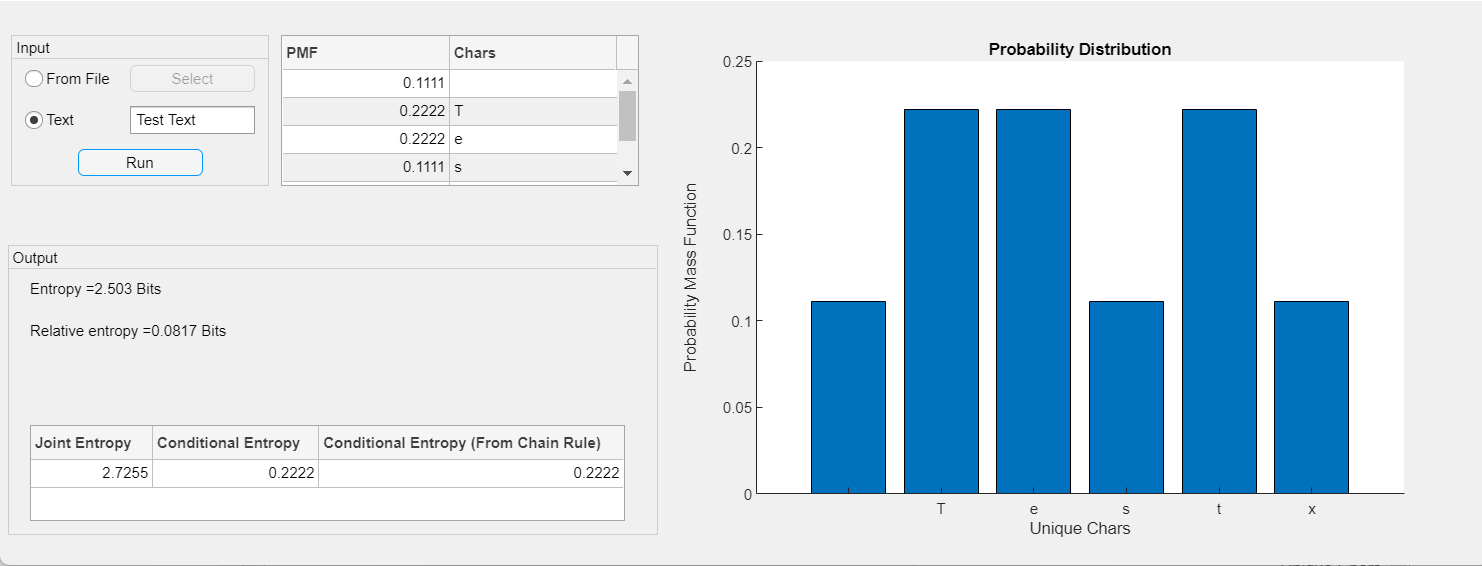 Input
From File
Select
Text
Test Text
Run
PMF Chars
0.1111
0.2222 T
0.2222 e
0.1111 s
Output
Entropy =2.503 Bits
Relative entropy =0.0817 Bits
Joint Entropy Conditional Entropy Conditional Entropy (From Chain Rule)
2.7255 0.2222 0.2222
Probability Distribution
Probability Mass Function
0.25
0.2
0.15
0.1
0.05
0
T e s t x
Unique Chars